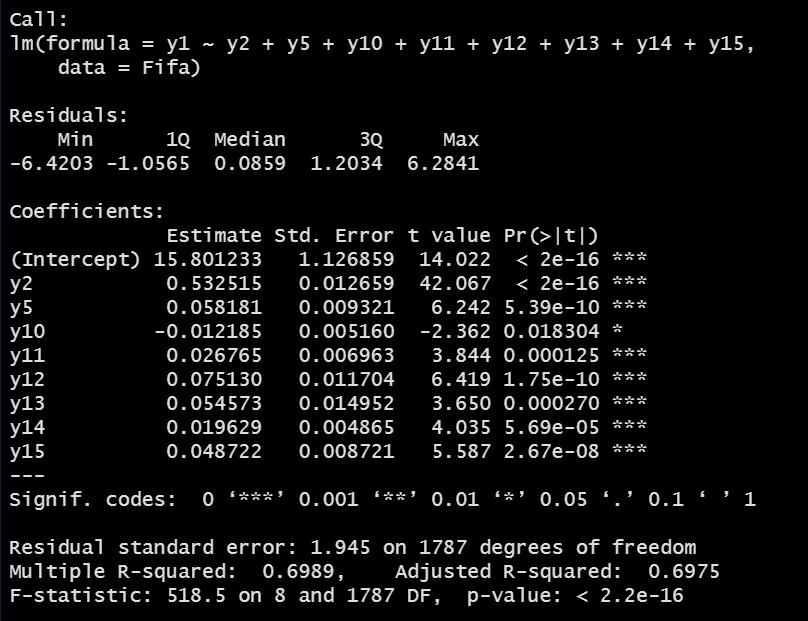 Call:
lm(formula = y1 ~ y2 + y5 + y10 + y11 + y12 + y13 + y14 + y15,
    data = Fifa)

Residuals:
    Min      1Q  Median      3Q     Max
-6.4203 -1.0565  0.0859  1.2034  6.2841

Coefficients:
             Estimate Std. Error t value Pr(>|t|)
(Intercept) 15.801233   1.126859  14.022  < 2e-16 ***
y2           0.532515   0.012659  42.067  < 2e-16 ***
y5           0.058181   0.009321   6.242 5.39e-10 ***
y10         -0.012185   0.005160  -2.362 0.018304 *
y11          0.026765   0.006963   3.844 0.000125 ***
y12          0.075130   0.011704   6.419 1.75e-10 ***
y13          0.054573   0.014952   3.650 0.000270 ***
y14          0.019629   0.004865   4.035 5.69e-05 ***
y15          0.048722   0.008721   5.587 2.67e-08 ***
---
Signif. codes:  0 ‘***’ 0.001 ‘**’ 0.01 ‘*’ 0.05 ‘.’ 0.1 ‘ ’ 1

Residual standard error: 1.945 on 1787 degrees of freedom
Multiple R-squared:  0.6989,    Adjusted R-squared:  0.6975
F-statistic: 518.5 on 8 and 1787 DF,  p-value: < 2.2e-16